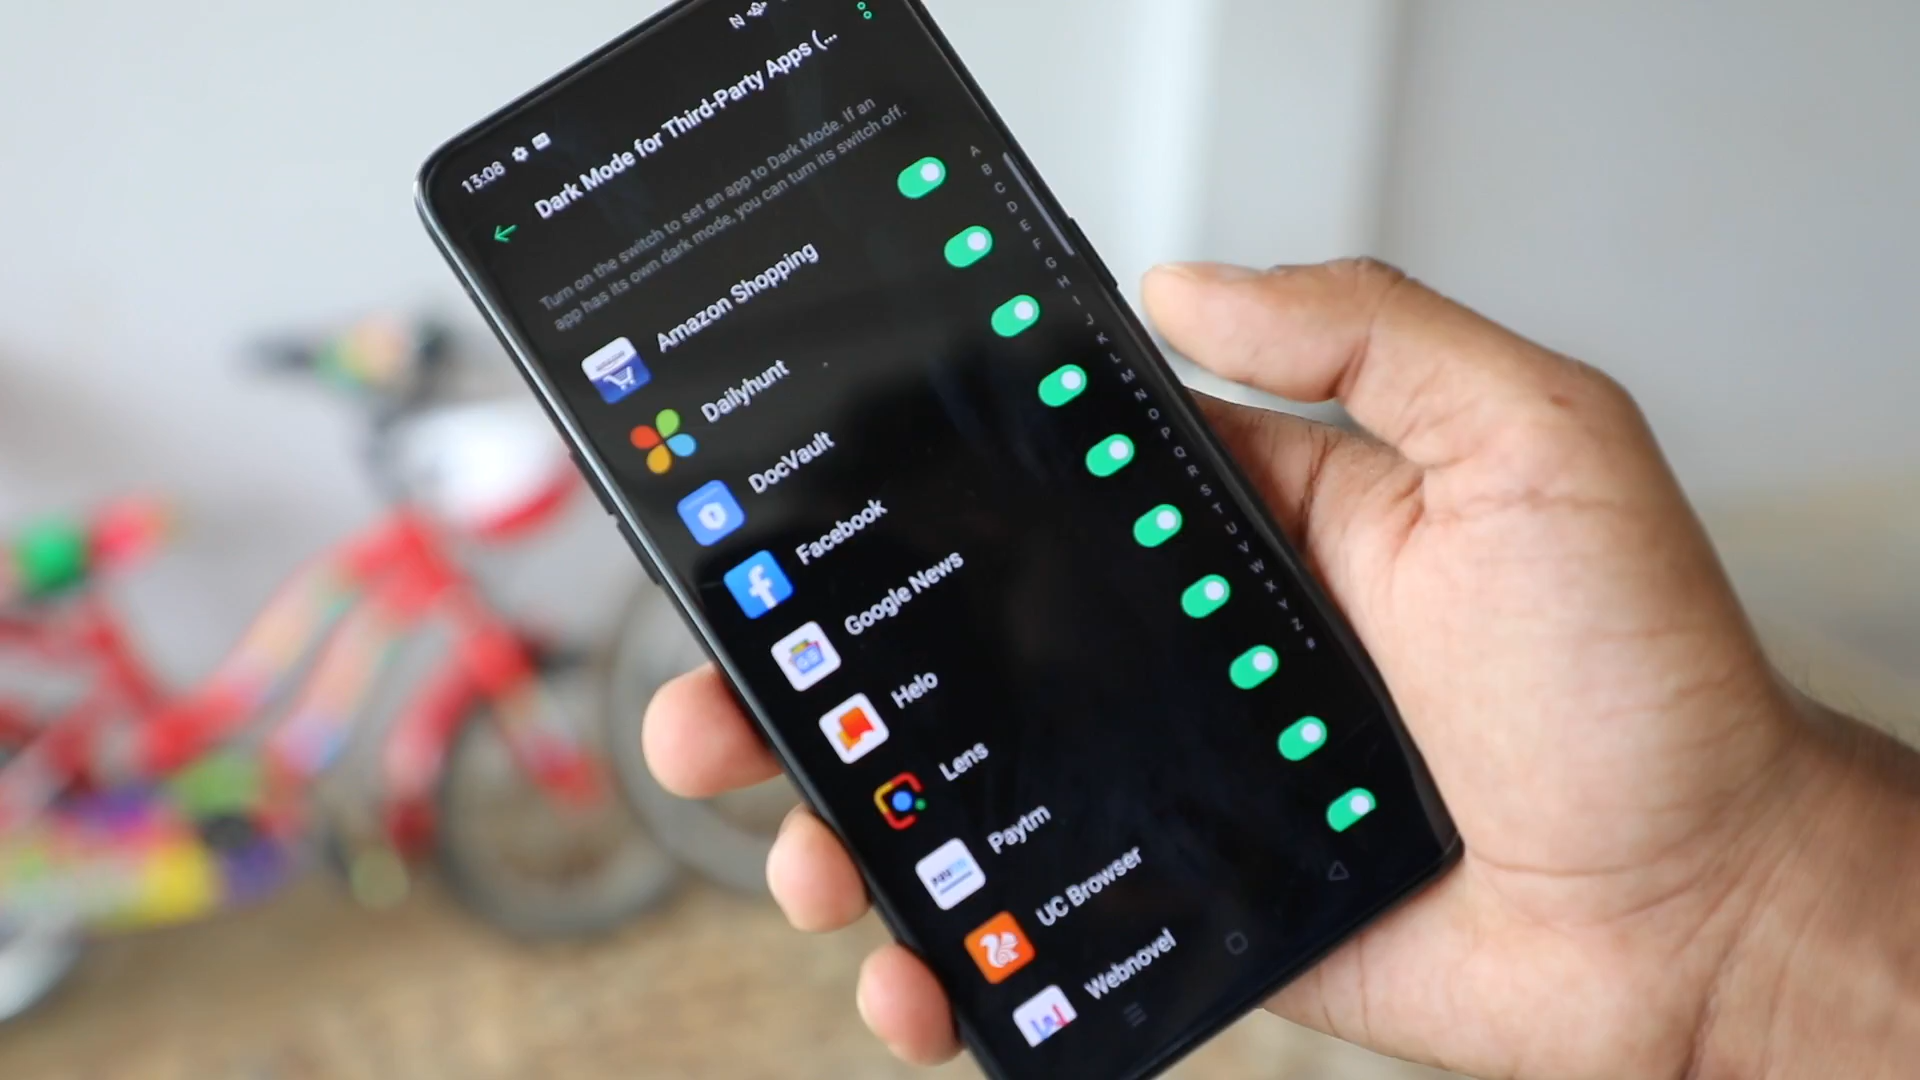 13:08
Dark Mode for Third-Party Apps (...
Turn on the switch to set an app to Dark Mode. If an
app has its own dark mode, you can turn its switch off.
Amazon Shopping
Dailyhunt
DocVault
Facebook
Google News
Helo
Lens
Paytm
UC Browser
Webnovel
A
B
C
D
E
F
G
H
I
J
K
L
M
N
O
P
Q
R
S
T
U
V
W
X
Y
Z
#